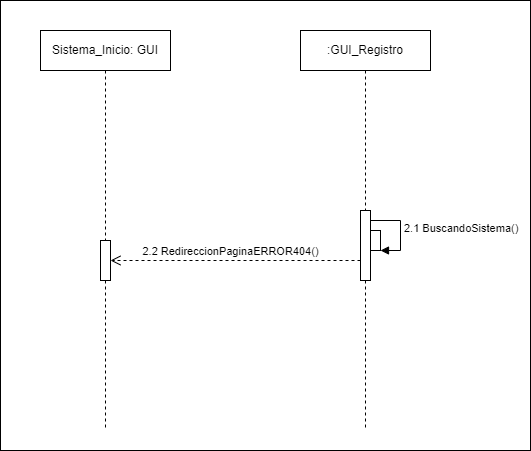 Sistema_Inicio: GUI
:GUI_Registro
2.1 BuscandoSistema()
2.2 RedireccionPaginaERROR404()